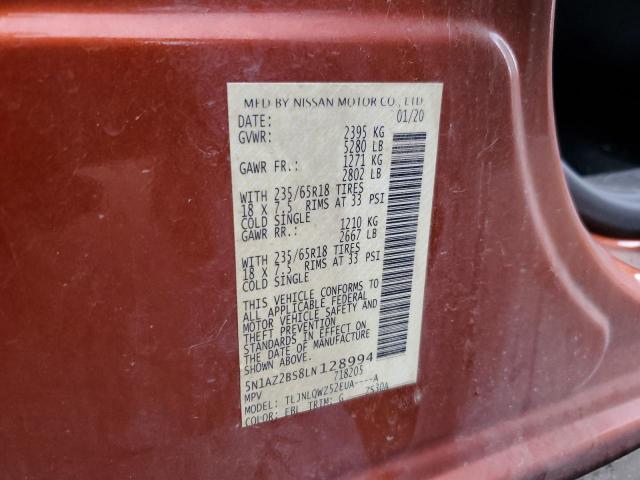 MFD BY NISSAN MOTOR CO., LTD
DATE: 01/20
GVWR: 2395 KG
5280 LB
GAWR FR.: 1271 KG
2802 LB
WITH 235/65R18 TIRES
18 X 7.5 RIMS AT 33 PSI
COLD SINGLE
GAWR RR.: 1210 KG
2667 LB
WITH 235/65R18 TIRES
18 X 7.5 RIMS AT 33 PSI
COLD SINGLE
THIS VEHICLE CONFORMS TO
ALL APPLICABLE FEDERAL
MOTOR VEHICLE SAFETY AND
THEFT PREVENTION
STANDARDS IN EFFECT ON
THE DATE OF MANUFACTURE
SHOWN ABOVE.
5N1AZ2BS8LN128994
MPV 718205
MODEL: TLJNLQWZ52EUA----A
COLOR: EBL TRIM: G Z530A